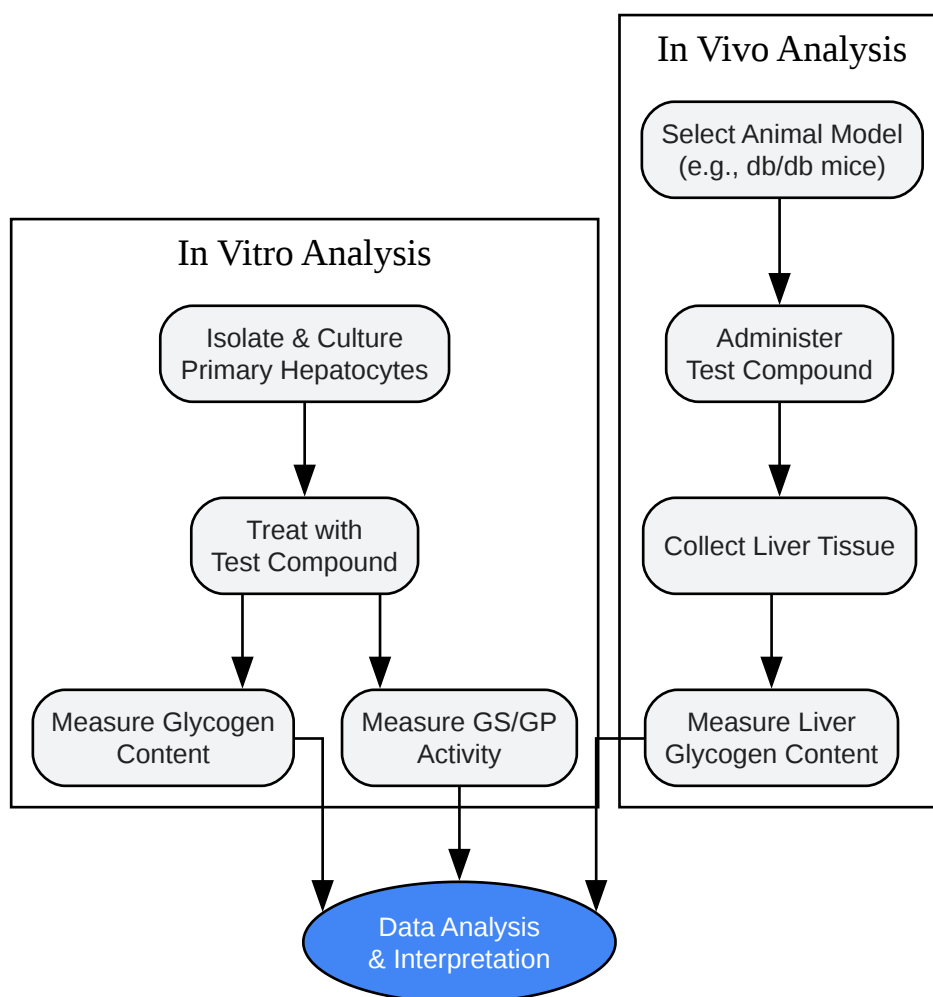 In Vitro Analysis
Isolate & Culture
Primary Hepatocytes
Treat with
Test Compound
Measure Glycogen
Content
Measure GS/GP
Activity
In Vivo Analysis
Select Animal Model
(e.g., db/db mice)
Administer
Test Compound
Collect Liver Tissue
Measure Liver
Glycogen Content
Data Analysis
& Interpretation